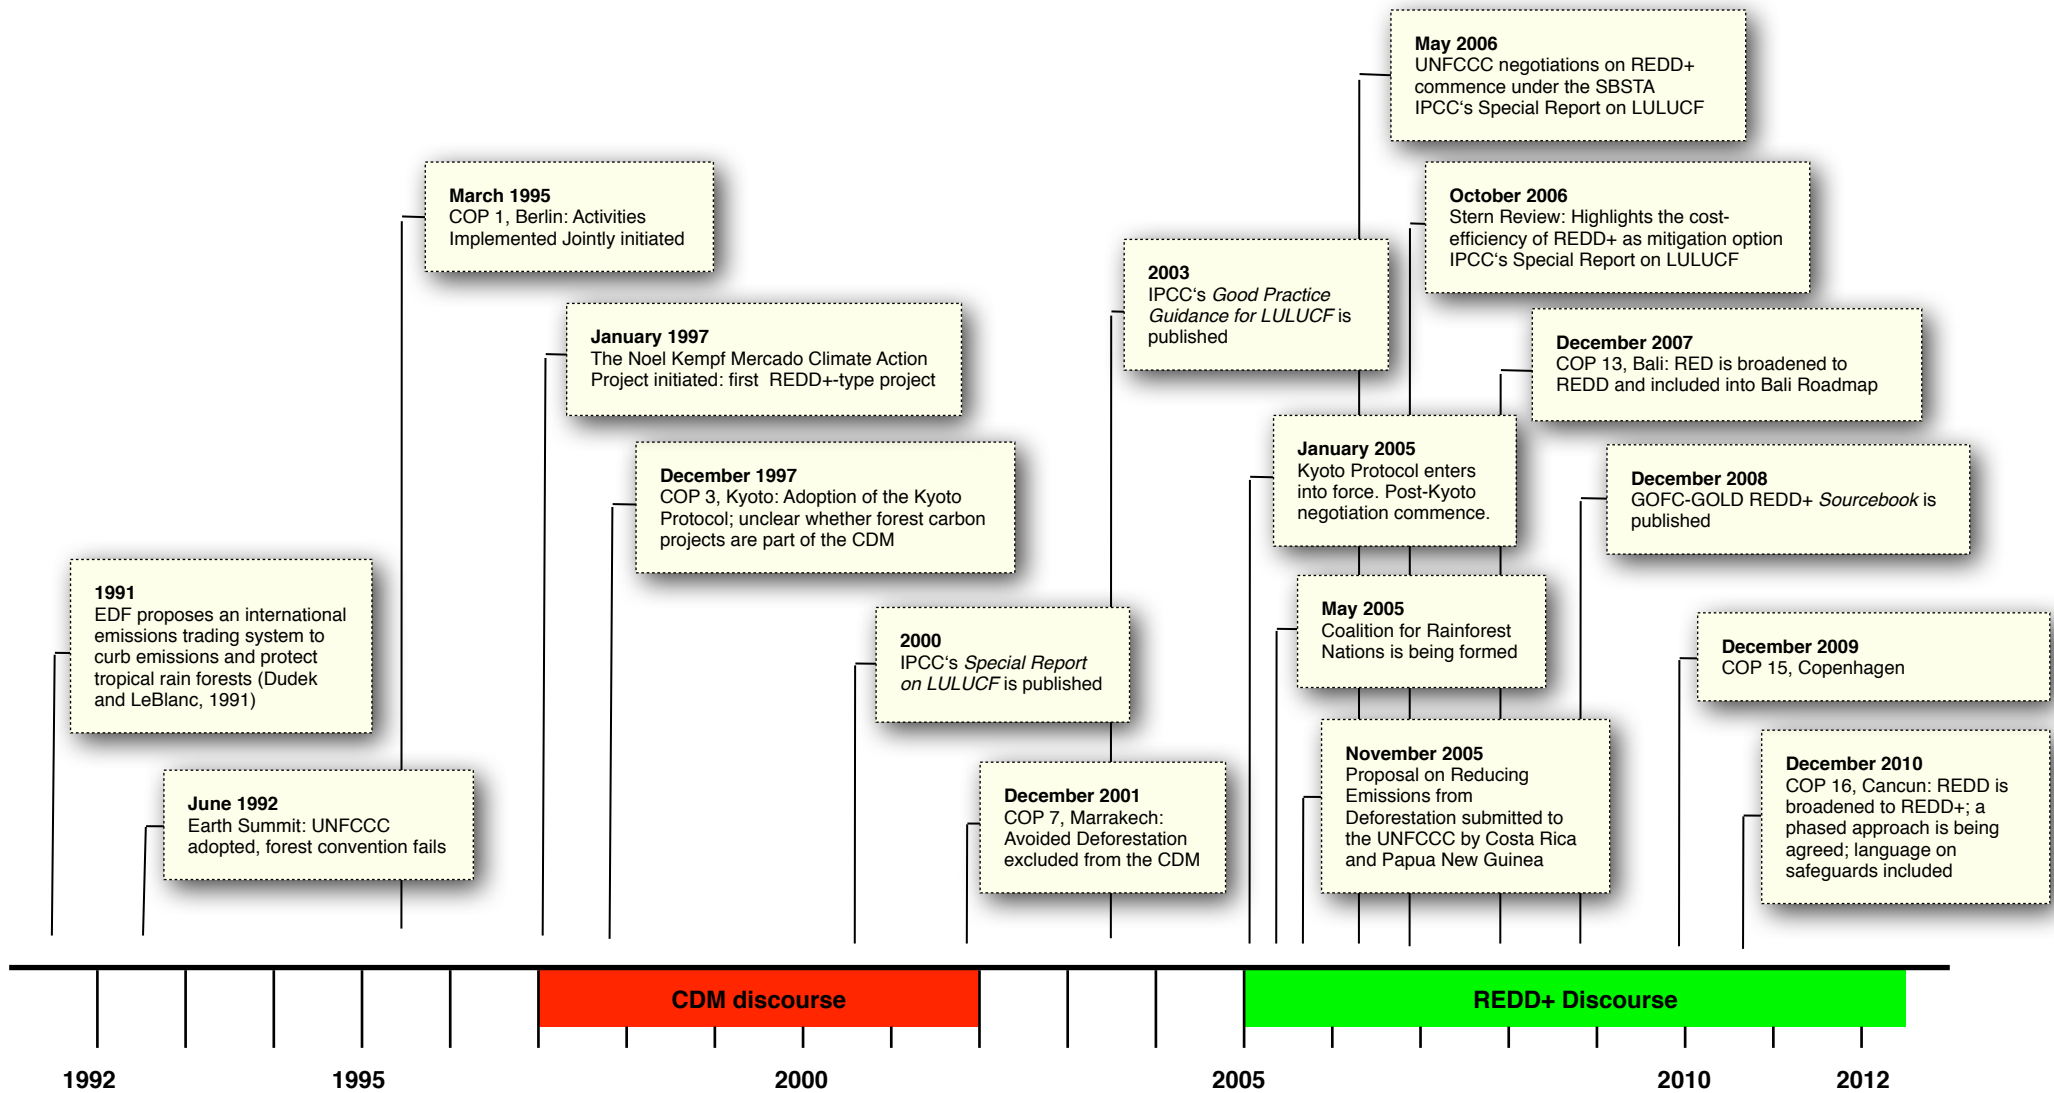 May 2006
UNFCCC negotiations on REDD+
commence under the SBSTA
IPCC‘s Special Report on LULUCF
March 1995
COP 1, Berlin: Activities
Implemented Jointly initiated
October 2006
Stern Review: Highlights the cost-
efficiency of REDD+ as mitigation option
IPCC‘s Special Report on LULUCF
2003
IPCC‘s Good Practice
Guidance for LULUCF is
published
January 1997
The Noel Kempf Mercado Climate Action
Project initiated: first REDD+-type project
December 2007
COP 13, Bali: RED is broadened to
REDD and included into Bali Roadmap
January 2005
Kyoto Protocol enters
into force. Post-Kyoto
negotiation commence.
December 1997
COP 3, Kyoto: Adoption of the Kyoto
Protocol; unclear whether forest carbon
projects are part of the CDM
December 2008
GOFC-GOLD REDD+ Sourcebook is
published
1991
EDF proposes an international
emissions trading system to
curb emissions and protect
tropical rain forests (Dudek
and LeBlanc, 1991)
May 2005
Coalition for Rainforest
Nations is being formed
2000
IPCC‘s Special Report
on LULUCF is published
December 2009
COP 15, Copenhagen
November 2005
Proposal on Reducing
Emissions from
Deforestation submitted to
the UNFCCC by Costa Rica
and Papua New Guinea
December 2010
COP 16, Cancun: REDD is
broadened to REDD+; a
phased approach is being
agreed; language on
safeguards included
June 1992
Earth Summit: UNFCCC
adopted, forest convention fails
December 2001
COP 7, Marrakech:
Avoided Deforestation
excluded from the CDM
CDM discourse
REDD+ Discourse
1992
1995
2000
2005
2010
2012